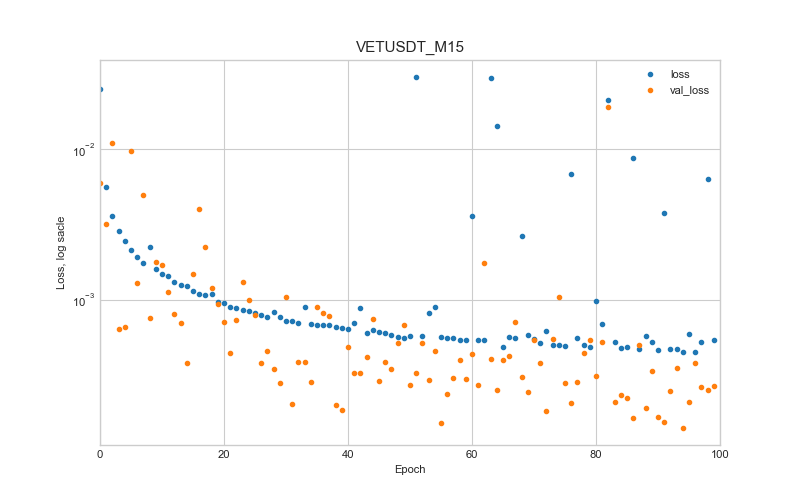 VETUSDT_M15
loss
val_loss
10⁻²
10⁻³
Loss, log sacle
0 20 40 60 80 100
Epoch